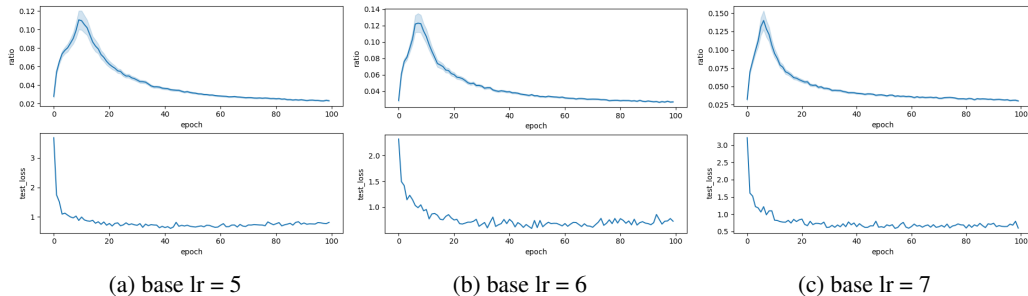 0.12
0.10
0.08
0.06
0.04
0.02
ratio
0 20 40 60 80 100
epoch
3
2
1
test_loss
0 20 40 60 80 100
epoch
(a) base lr = 5
0.14
0.12
0.10
0.08
0.06
0.04
ratio
0 20 40 60 80 100
epoch
2.0
1.5
1.0
test_loss
0 20 40 60 80 100
epoch
(b) base lr = 6
0.150
0.125
0.100
0.075
0.050
0.025
ratio
0 20 40 60 80 100
epoch
3.0
2.5
2.0
1.5
1.0
0.5
test_loss
0 20 40 60 80 100
epoch
(c) base lr = 7